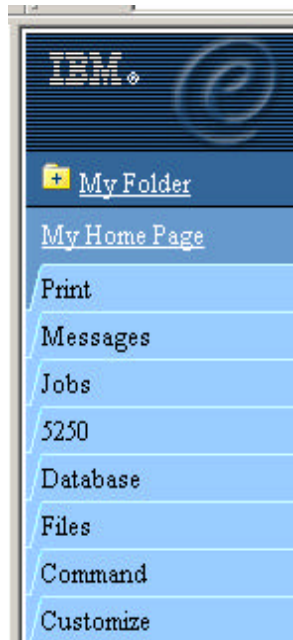 IBM®
My Folder
My Home Page
Print
Messages
Jobs
5250
Database
Files
Command
Customize